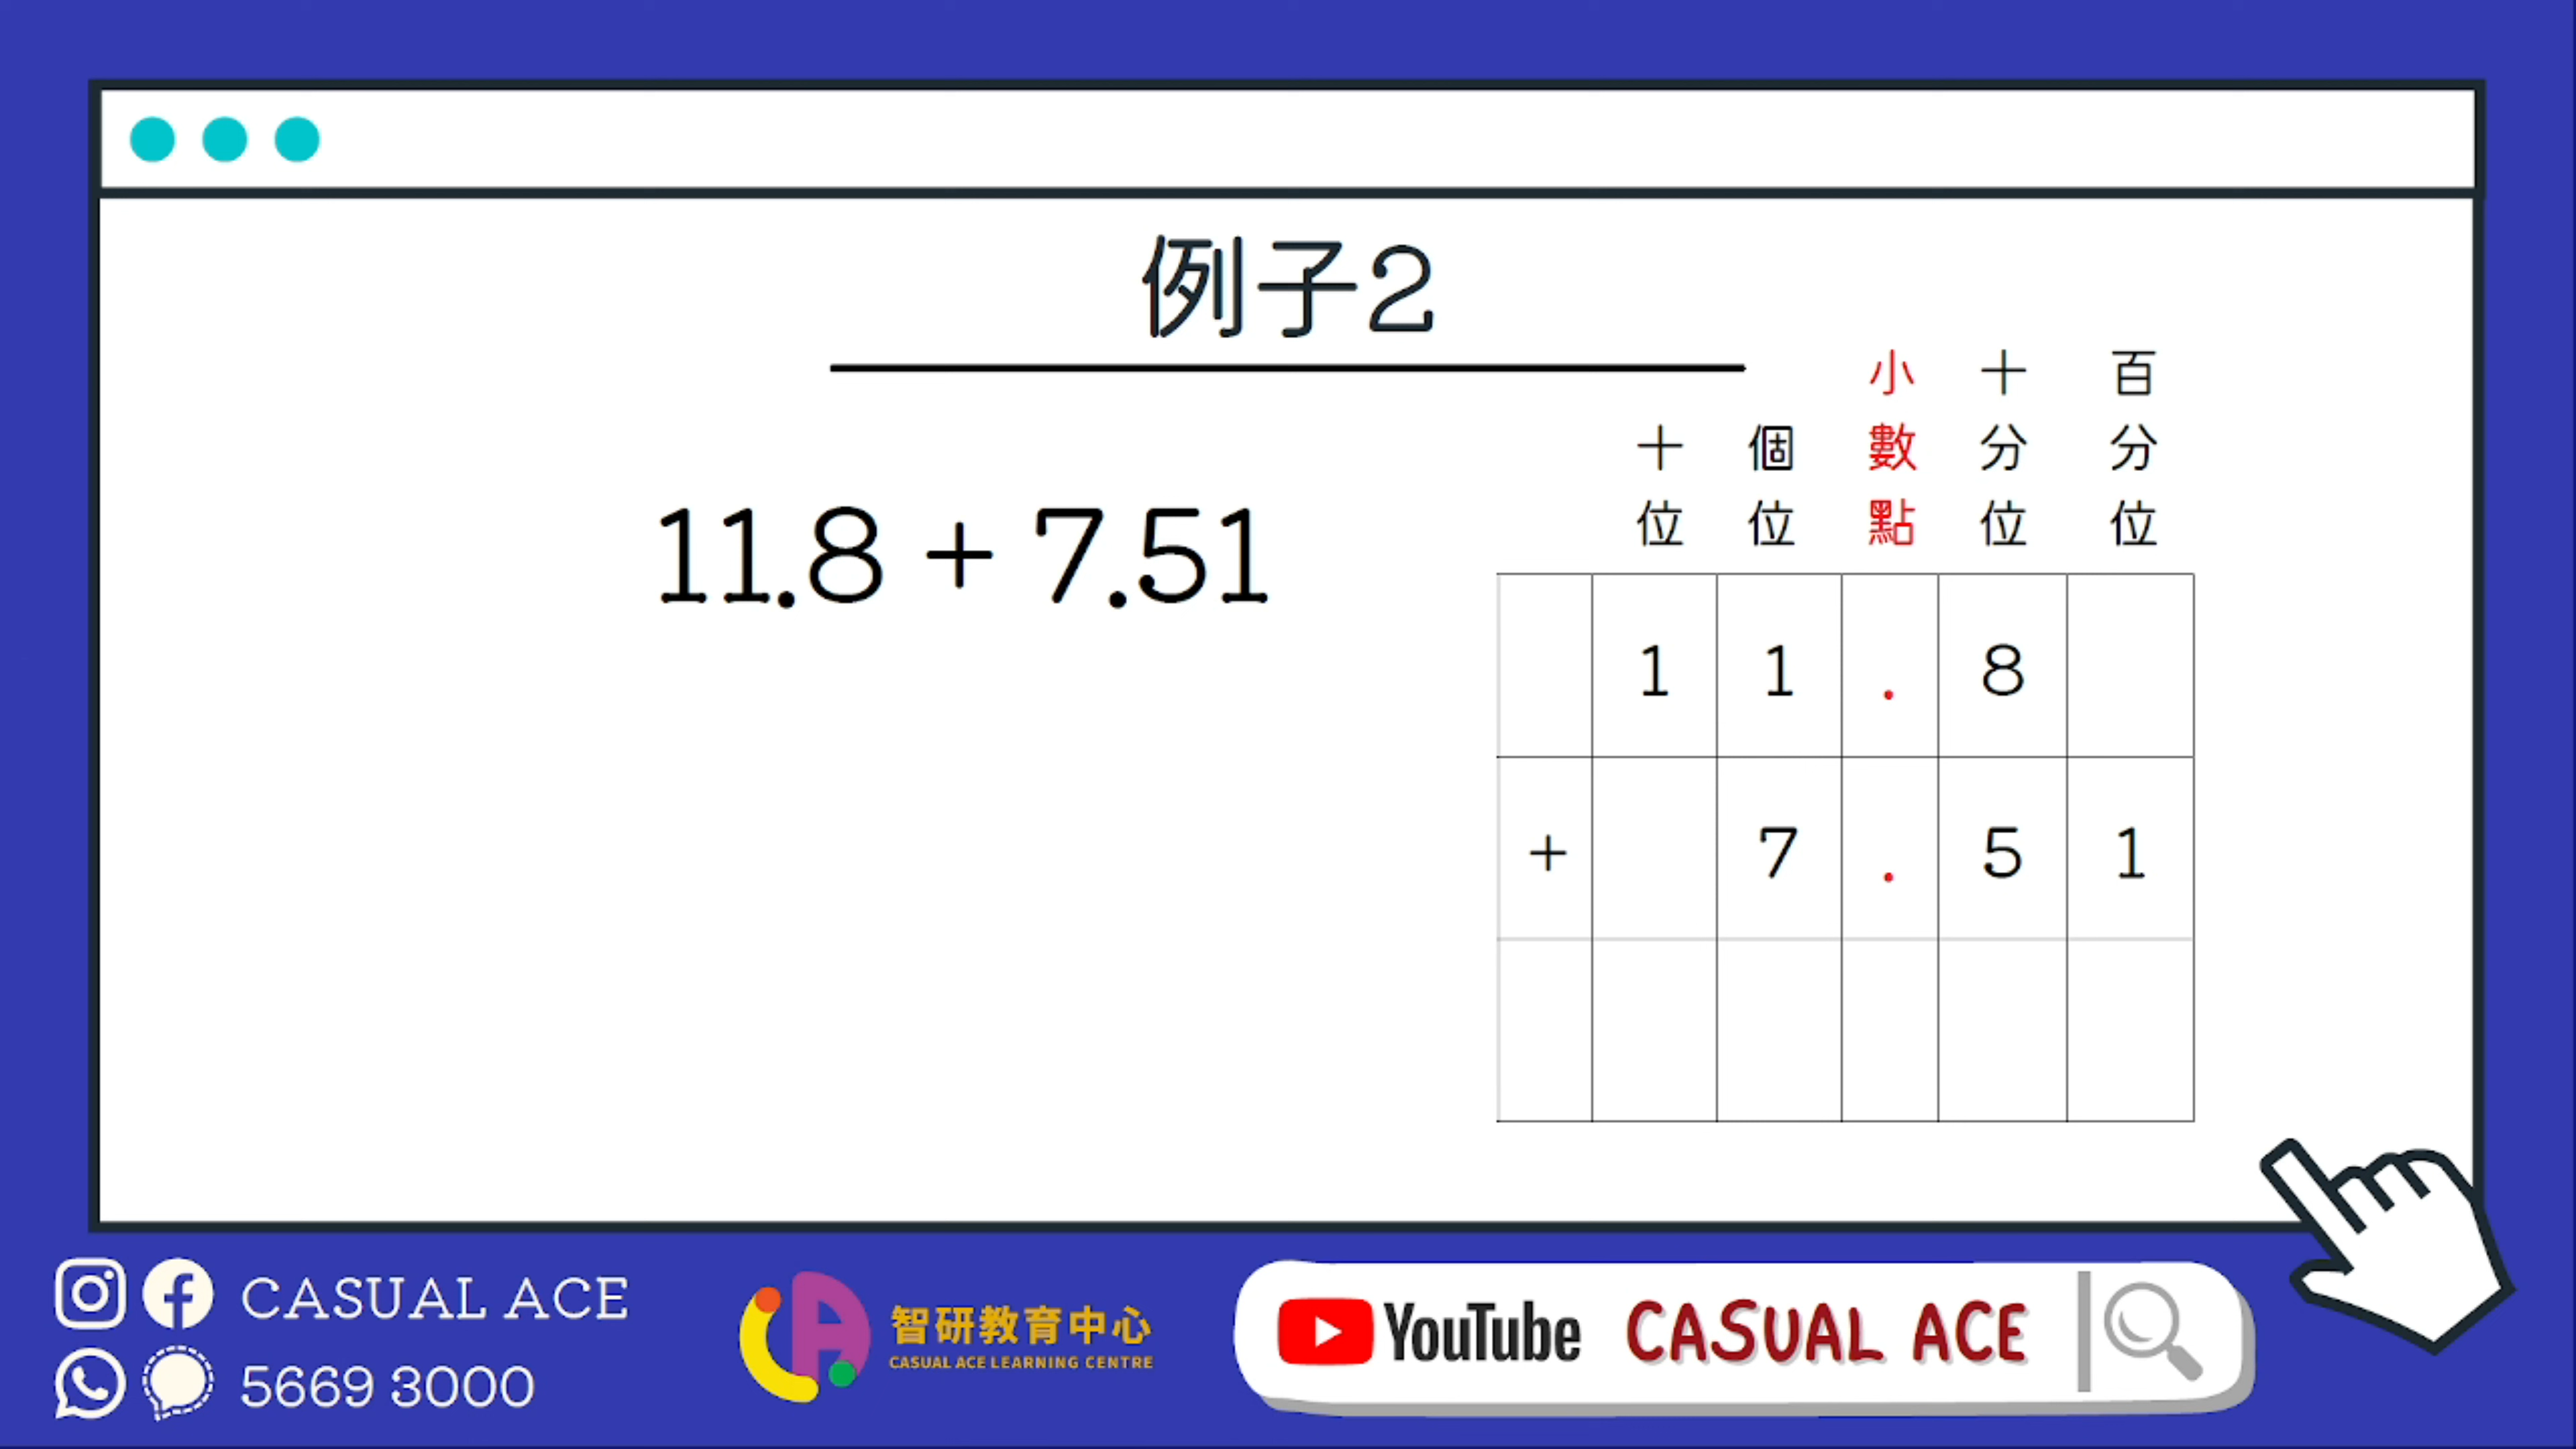 例子2
11.8 + 7.51
十位
個位
小數點
十分位
百分位
1 1 . 8
+ 7 . 5 1
CASUAL ACE
5669 3000
智研教育中心
CASUAL ACE LEARNING CENTRE
YouTube CASUAL ACE